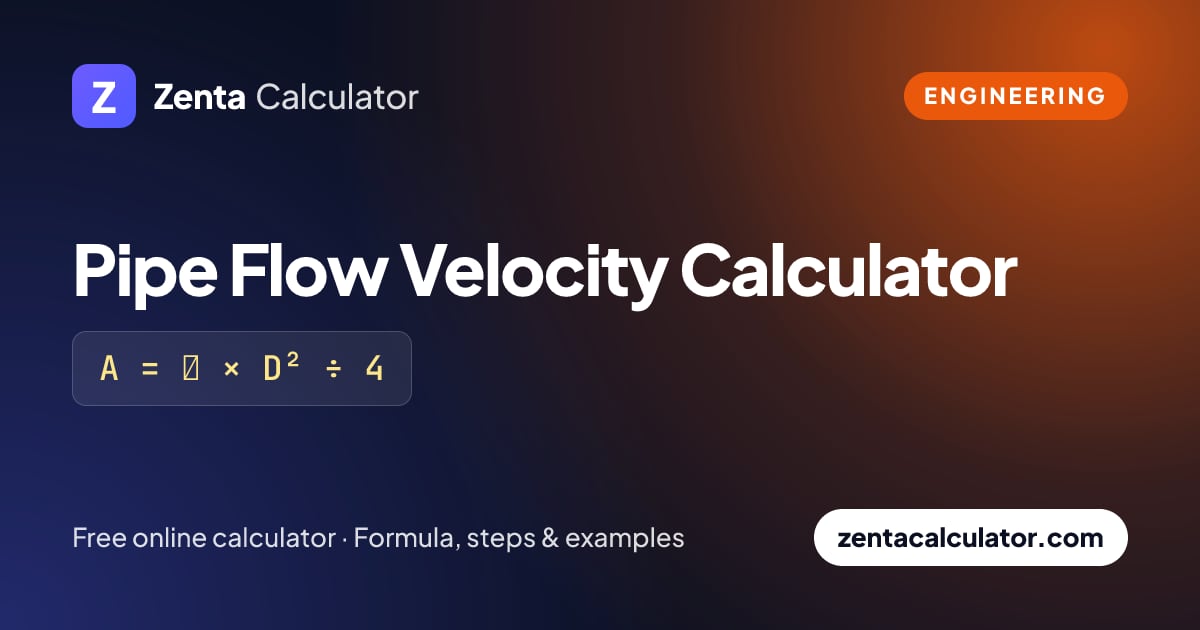 Z Zenta Calculator
ENGINEERING
Pipe Flow Velocity Calculator
A = 〿 × D² ÷ 4
Free online calculator · Formula, steps & examples
zentacalculator.com